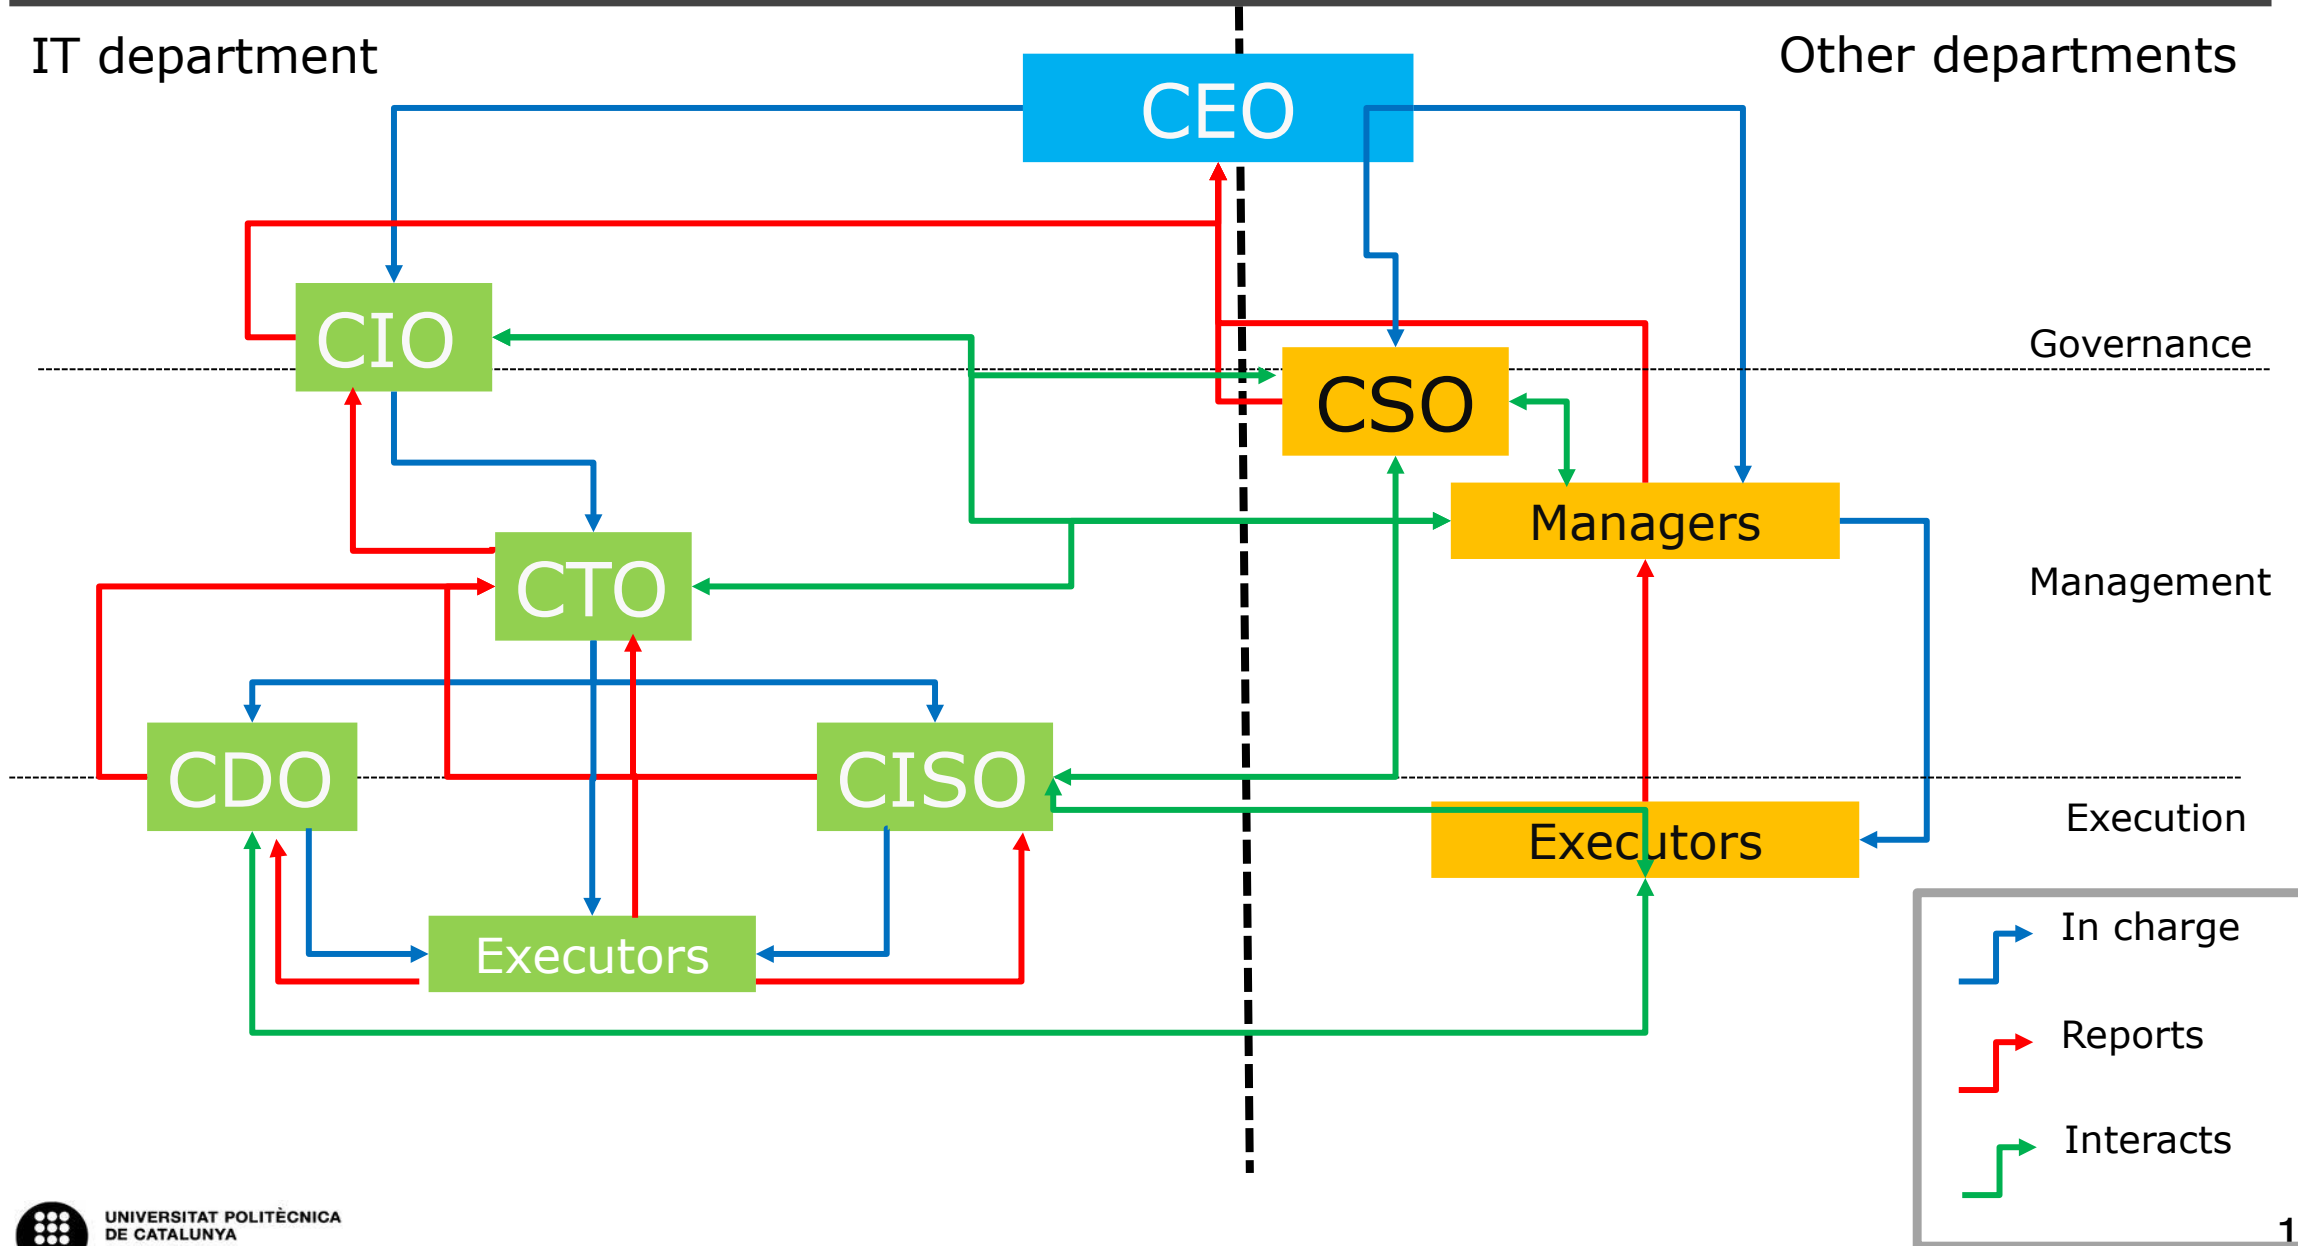 IT department
Other departments
CEO
CIO
Governance
CSO
Managers
CTO
Management
CDO
CISO
Execution
Executors
Executors
In charge
Reports
Interacts
UNIVERSITAT POLITÈCNICA
DE CATALUNYA
1